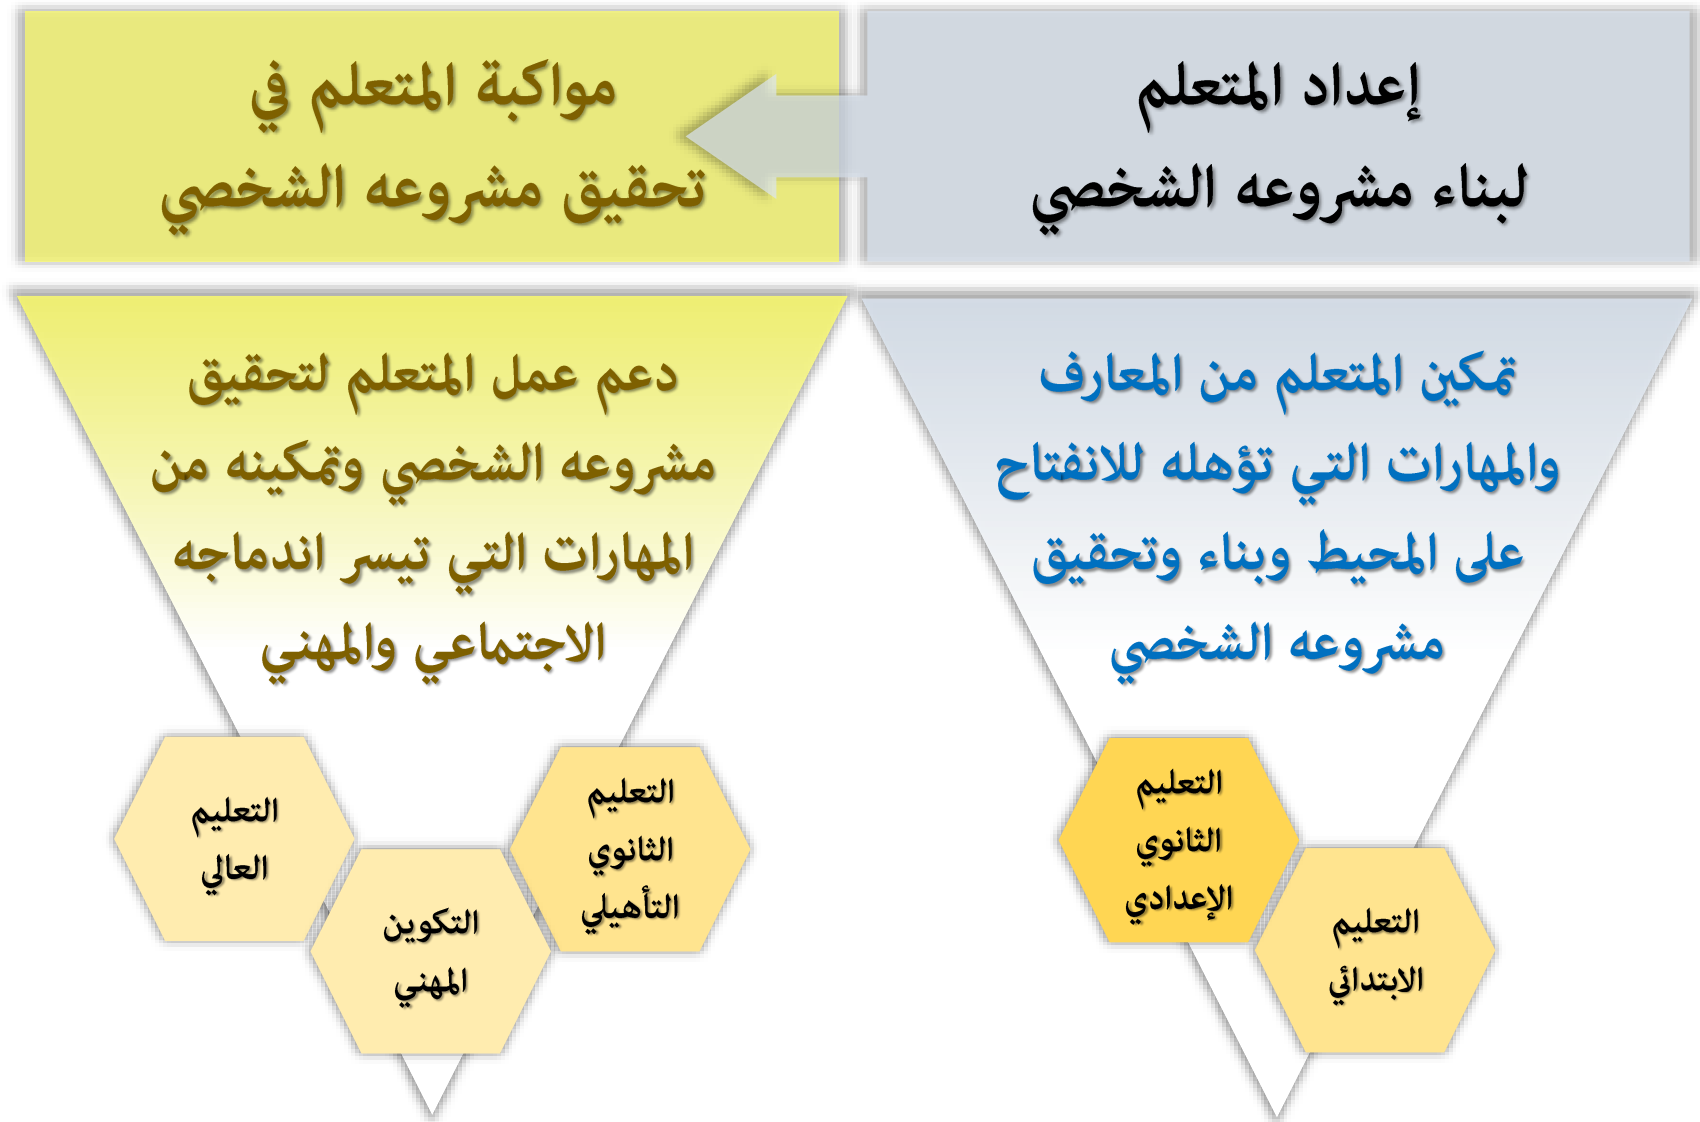 إعداد المتعلم
لبناء مشروعه الشخصي
مواكبة المتعلم في
تحقيق مشروعه الشخصي
تمكين المتعلم من المعارف
والمهارات التي تؤهله للانفتاح
على المحيط وبناء وتحقيق
مشروعه الشخصي
التعليم
الابتدائي
التعليم
الثانوي
الإعدادي
دعم عمل المتعلم لتحقيق
مشروعه الشخصي وتمكينه من
المهارات التي تيسر اندماجه
الاجتماعي والمهني
التعليم
الثانوي
التأهيلي
التكوين
المهني
التعليم
العالي